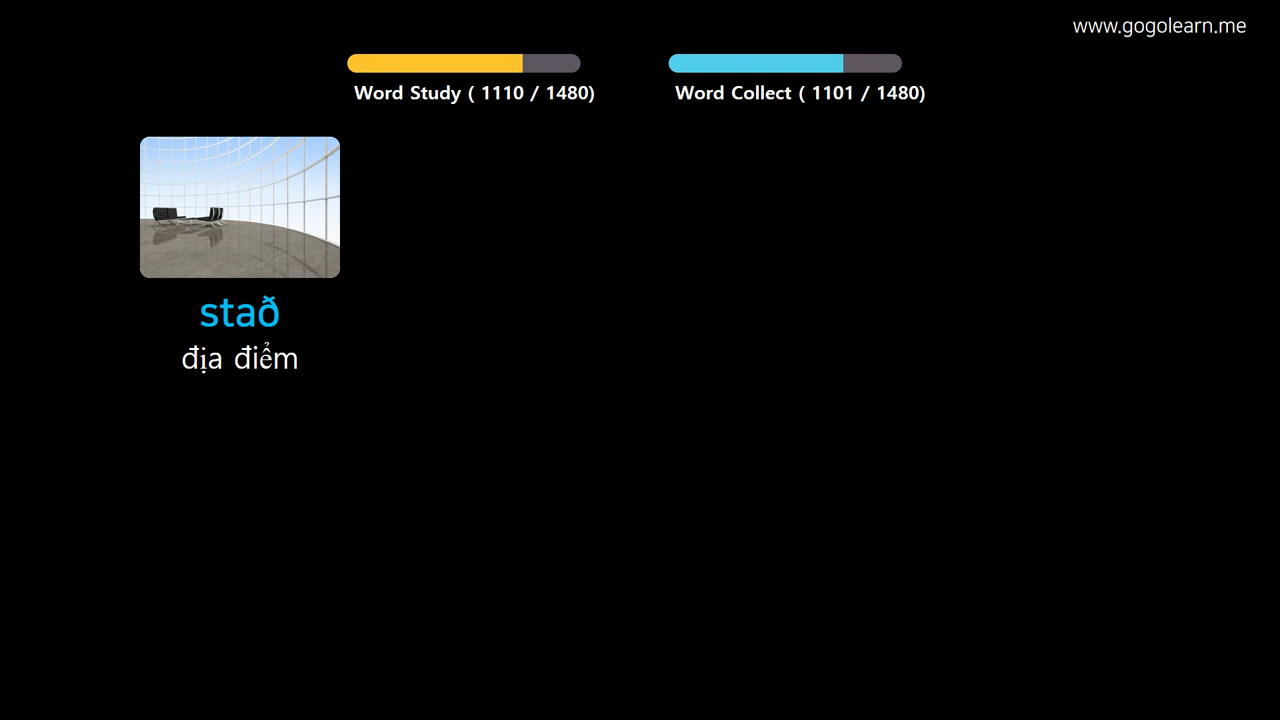 www.gogolearn.me
Word Study ( 1110 / 1480)
Word Collect ( 1101 / 1480)
stað
địa điểm